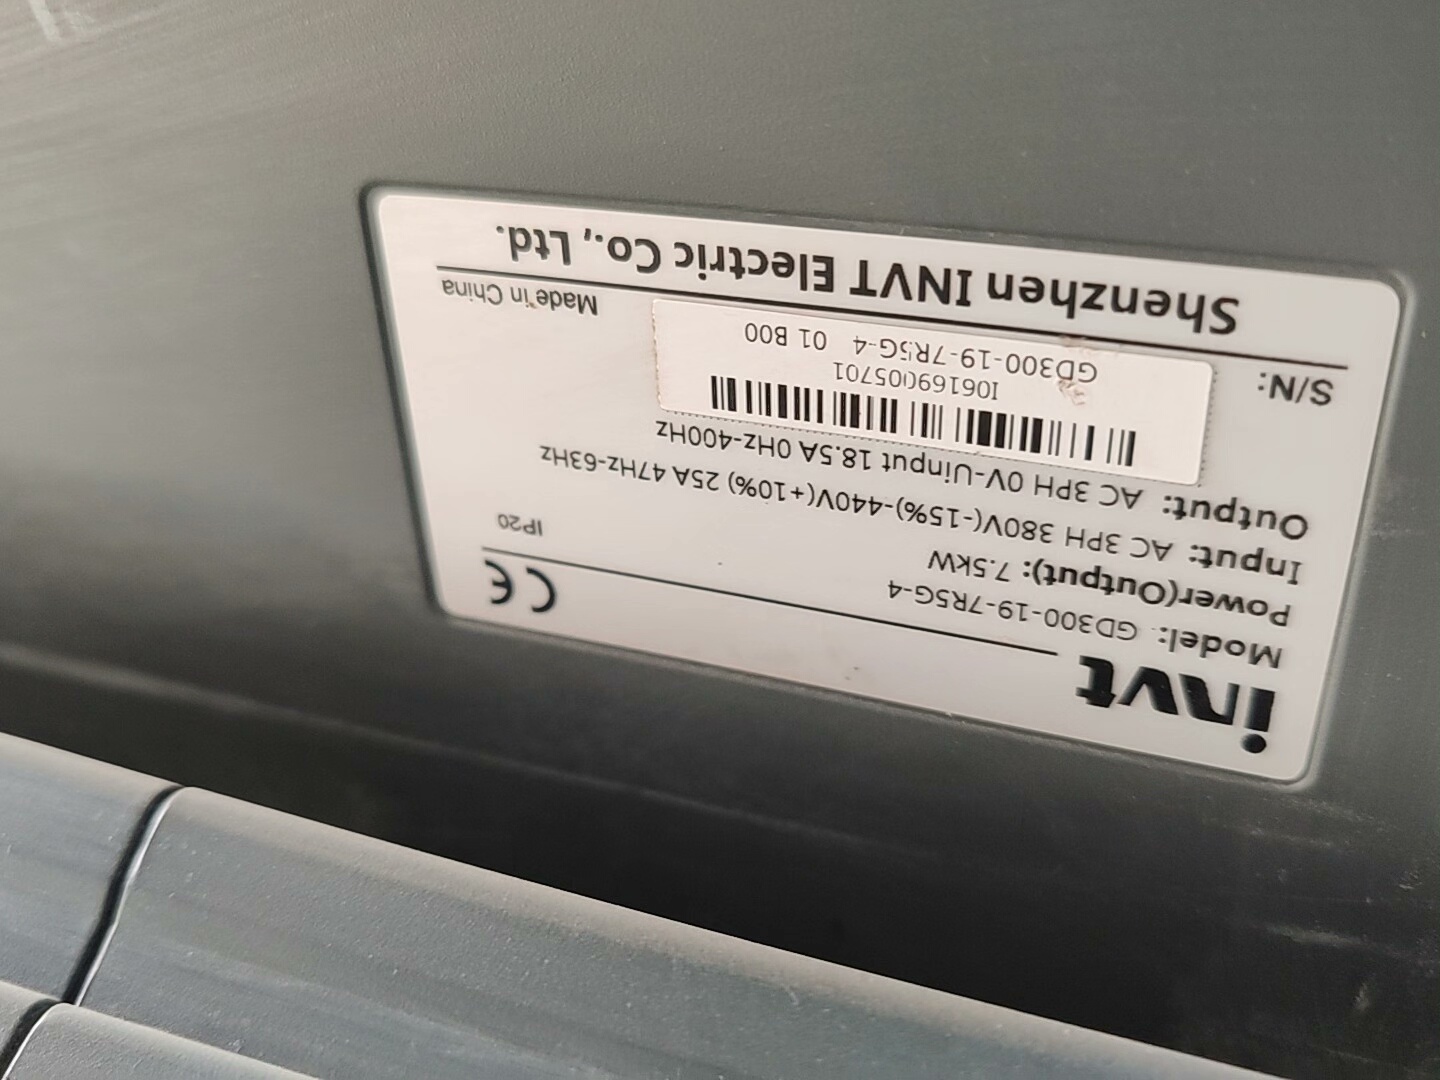 invt
CE
Model: GD300-19-7R5G-4
IP20
Power(Output): 7.5kW
Input: AC 3PH 380V(-15%)-440V(+10%) 25A 47Hz-63Hz
Output: AC 3PH 0V-Uinput 18.5A 0Hz-400Hz
S/N:
I06169005701
GD300-19-7R5G-4 01 B00
Made in China
Shenzhen INVT Electric Co., Ltd.